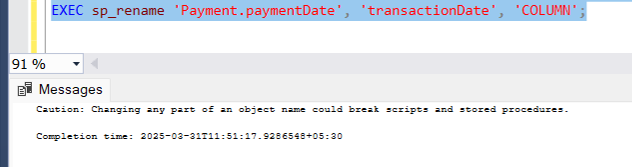 EXEC sp_rename 'Payment.paymentDate', 'transactionDate', 'COLUMN';
91 %
Messages
Caution: Changing any part of an object name could break scripts and stored procedures.
Completion time: 2025-03-31T11:51:17.9286548+05:30